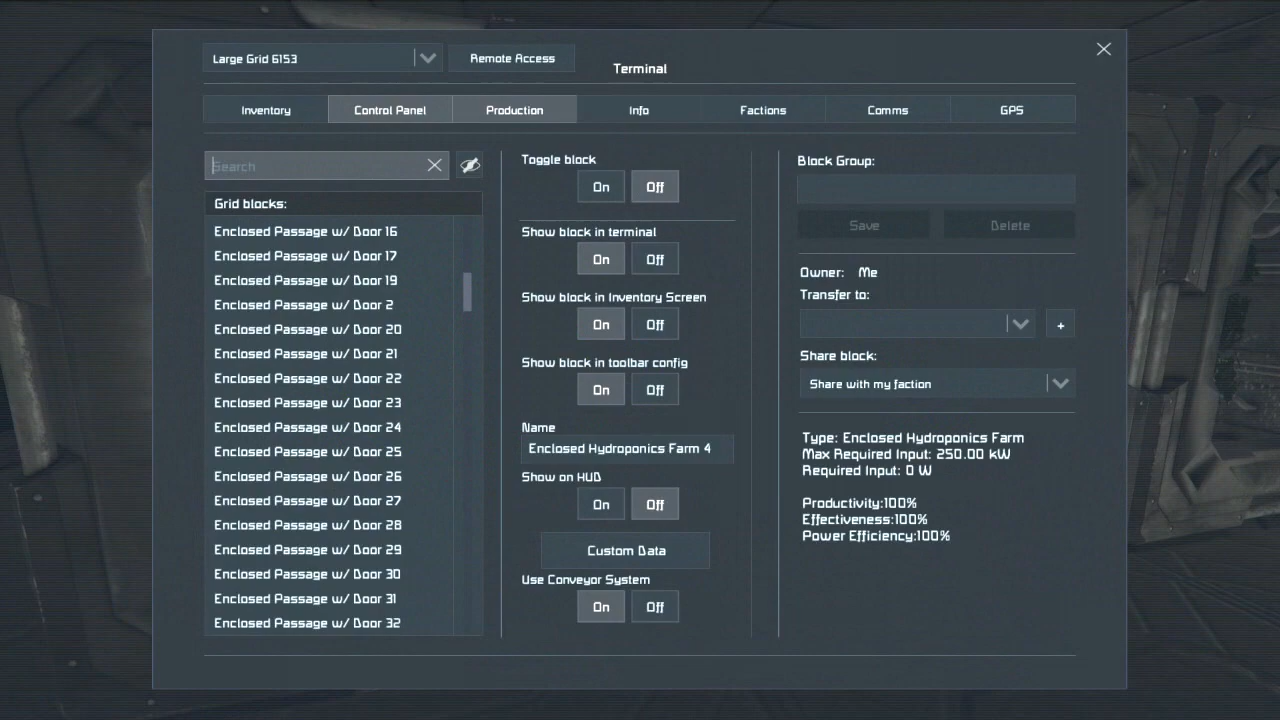 Large Grid 6153
Remote Access
Terminal
Inventory
Control Panel
Production
Info
Factions
Comms
GPS
Search
Grid blocks:
Enclosed Passage w/ Door 16
Enclosed Passage w/ Door 17
Enclosed Passage w/ Door 19
Enclosed Passage w/ Door 2
Enclosed Passage w/ Door 20
Enclosed Passage w/ Door 21
Enclosed Passage w/ Door 22
Enclosed Passage w/ Door 23
Enclosed Passage w/ Door 24
Enclosed Passage w/ Door 25
Enclosed Passage w/ Door 26
Enclosed Passage w/ Door 27
Enclosed Passage w/ Door 28
Enclosed Passage w/ Door 29
Enclosed Passage w/ Door 30
Enclosed Passage w/ Door 31
Enclosed Passage w/ Door 32
Toggle block
On Off
Show block in terminal
On Off
Show block in Inventory Screen
On Off
Show block in toolbar config
On Off
Name
Enclosed Hydroponics Farm 4
Show on HUD
On Off
Custom Data
Use Conveyor System
On Off
Block Group:
Save
Delete
Owner: Me
Transfer to:
+
Share block:
Share with my faction
Type: Enclosed Hydroponics Farm
Max Required Input: 250.00 kW
Required Input: 0 W
Productivity:100%
Effectiveness:100%
Power Efficiency:100%